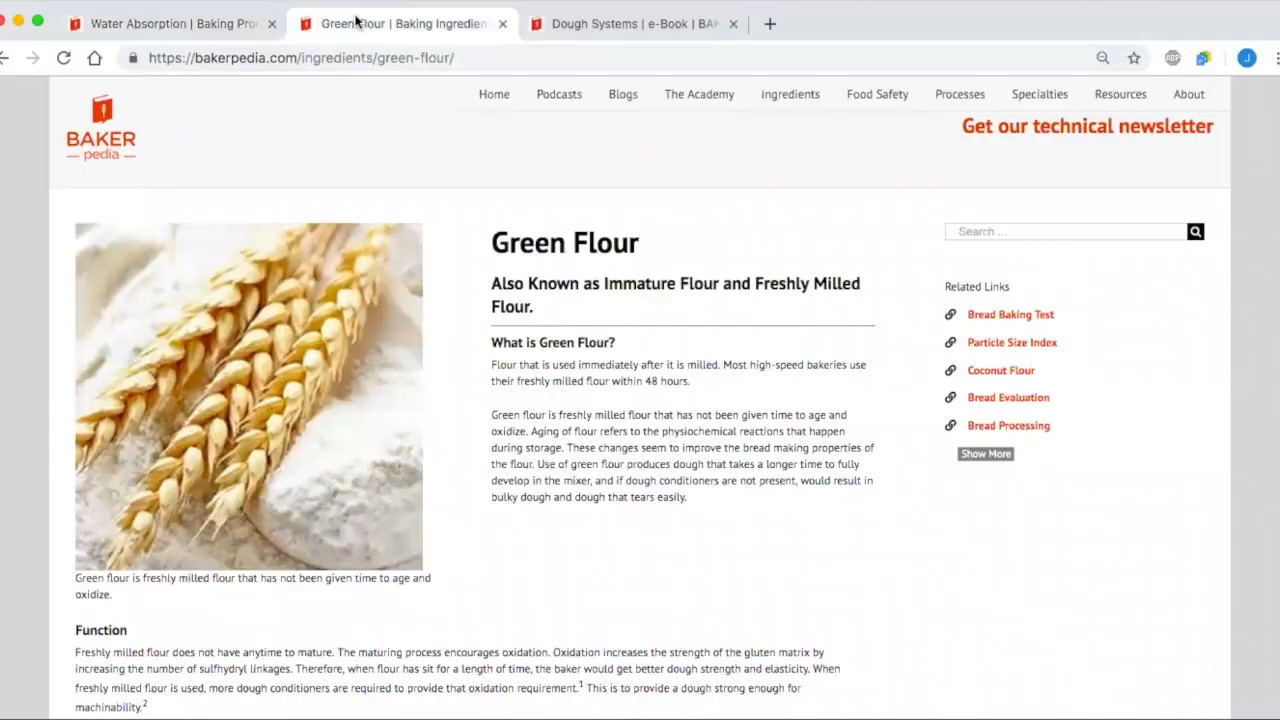 Water Absorption | Baking Pro
Green Flour | Baking Ingredien
Dough Systems | e-Book | BAK
https://bakerpedia.com/ingredients/green-flour/
ABP
J
Home Podcasts Blogs The Academy Ingredients Food Safety Processes Specialties Resources About
BAKER
pedia
Get our technical newsletter
Green Flour
Also Known as Immature Flour and Freshly Milled
Flour.
What is Green Flour?
Flour that is used immediately after it is milled. Most high-speed bakeries use
their freshly milled flour within 48 hours.
Green flour is freshly milled flour that has not been given time to age and
oxidize. Aging of flour refers to the physiochemical reactions that happen
during storage. These changes seem to improve the bread making properties of
the flour. Use of green flour produces dough that takes a longer time to fully
develop in the mixer, and if dough conditioners are not present, would result in
bulky dough and dough that tears easily.
Search ...
Related Links
Bread Baking Test
Particle Size Index
Coconut Flour
Bread Evaluation
Bread Processing
Show More
Green flour is freshly milled flour that has not been given time to age and
oxidize.
Function
Freshly milled flour does not have anytime to mature. The maturing process encourages oxidation. Oxidation increases the strength of the gluten matrix by
increasing the number of sulfhydryl linkages. Therefore, when flour has sit for a length of time, the baker would get better dough strength and elasticity. When
freshly milled flour is used, more dough conditioners are required to provide that oxidation requirement.1 This is to provide a dough strong enough for
machinability.2